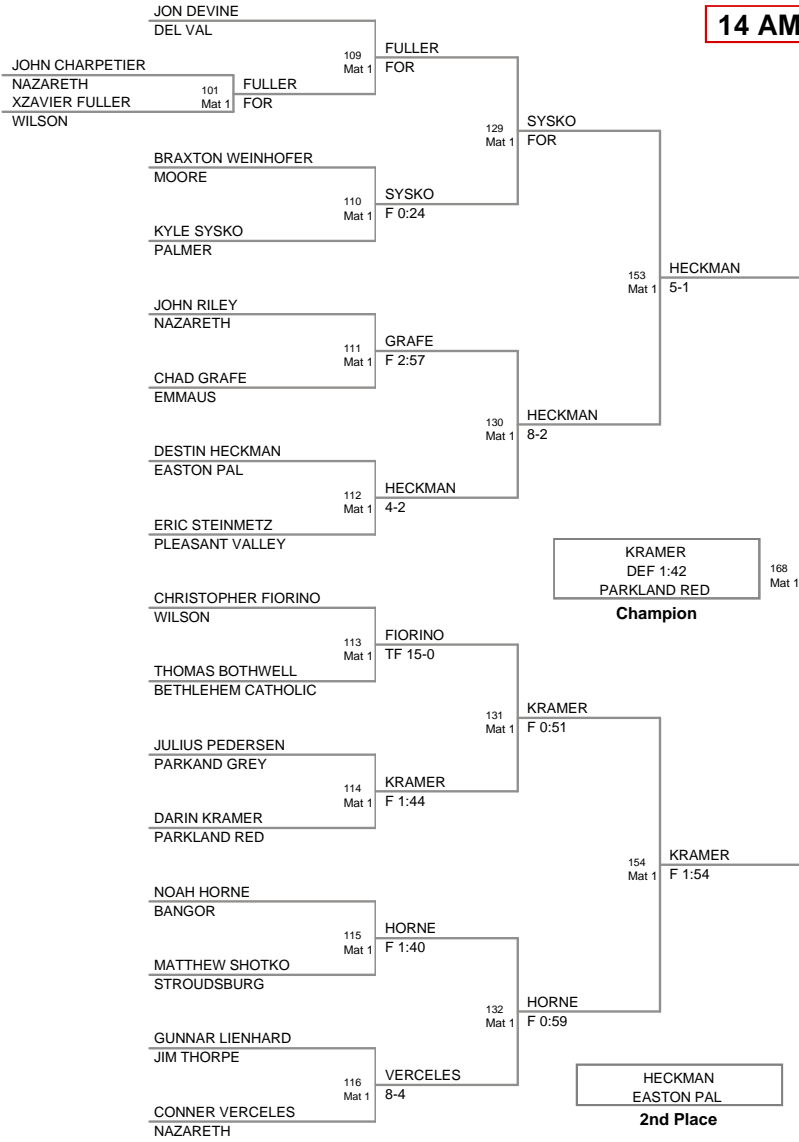 JON DEVINE
DEL VAL
14 AM
109
Mat 1
FULLER
FOR
JOHN CHARPETIER
NAZARETH
XZAVIER FULLER
WILSON
101
Mat 1
FULLER
FOR
129
Mat 1
SYSKO
FOR
BRAXTON WEINHOFER
MOORE
110
Mat 1
SYSKO
F 0:24
KYLE SYSKO
PALMER
153
Mat 1
HECKMAN
5-1
JOHN RILEY
NAZARETH
111
Mat 1
GRAFE
F 2:57
CHAD GRAFE
EMMAUS
130
Mat 1
HECKMAN
8-2
DESTIN HECKMAN
EASTON PAL
112
Mat 1
HECKMAN
4-2
ERIC STEINMETZ
PLEASANT VALLEY
KRAMER
DEF 1:42
PARKLAND RED
Champion
168
Mat 1
CHRISTOPHER FIORINO
WILSON
113
Mat 1
FIORINO
TF 15-0
THOMAS BOTHWELL
BETHLEHEM CATHOLIC
131
Mat 1
KRAMER
F 0:51
JULIUS PEDERSEN
PARKAND GREY
114
Mat 1
KRAMER
F 1:44
DARIN KRAMER
PARKLAND RED
154
Mat 1
KRAMER
F 1:54
NOAH HORNE
BANGOR
115
Mat 1
HORNE
F 1:40
MATTHEW SHOTKO
STROUDSBURG
132
Mat 1
HORNE
F 0:59
GUNNAR LIENHARD
JIM THORPE
116
Mat 1
VERCELES
8-4
CONNER VERCELES
NAZARETH
HECKMAN
EASTON PAL
2nd Place